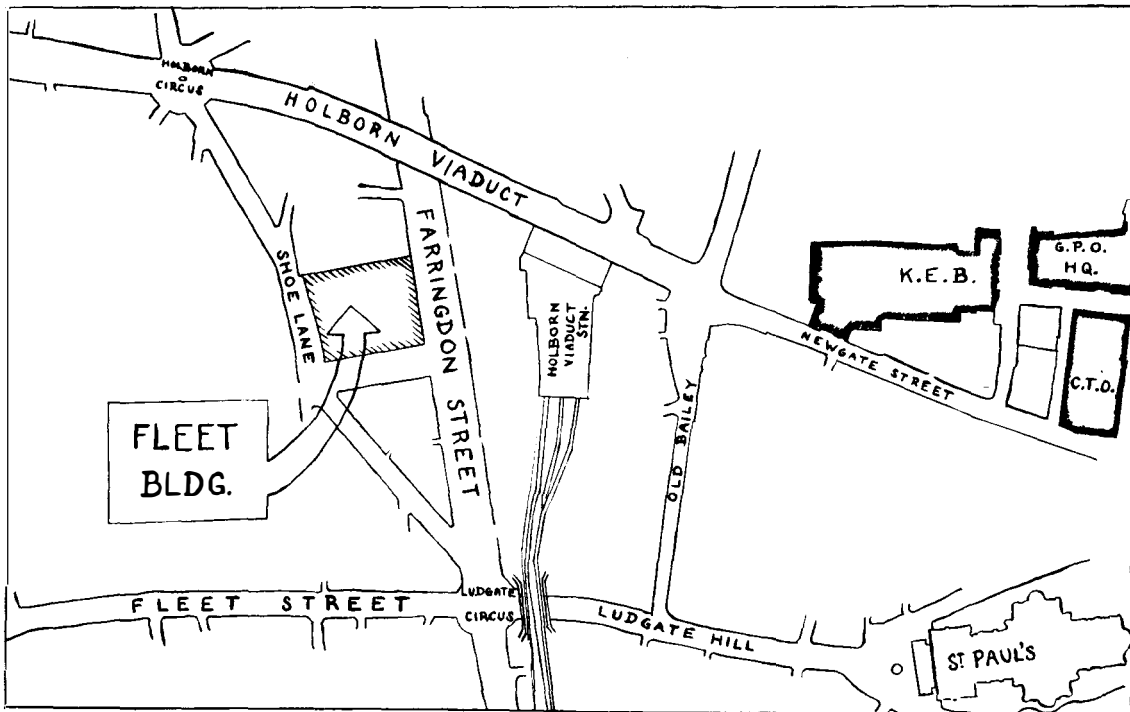 HOLBORN
CIRCUS
HOLBORN VIADUCT
FARRINGDON STREET
SHOE LANE
HOLBORN
VIADUCT
STN.
K.E.B.
G.P.O.
HQ.
C.T.O.
NEWGATE STREET
OLD BAILEY
FLEET
BLDG.
FLEET STREET
LUDGATE
CIRCUS
LUDGATE HILL
ST PAUL'S